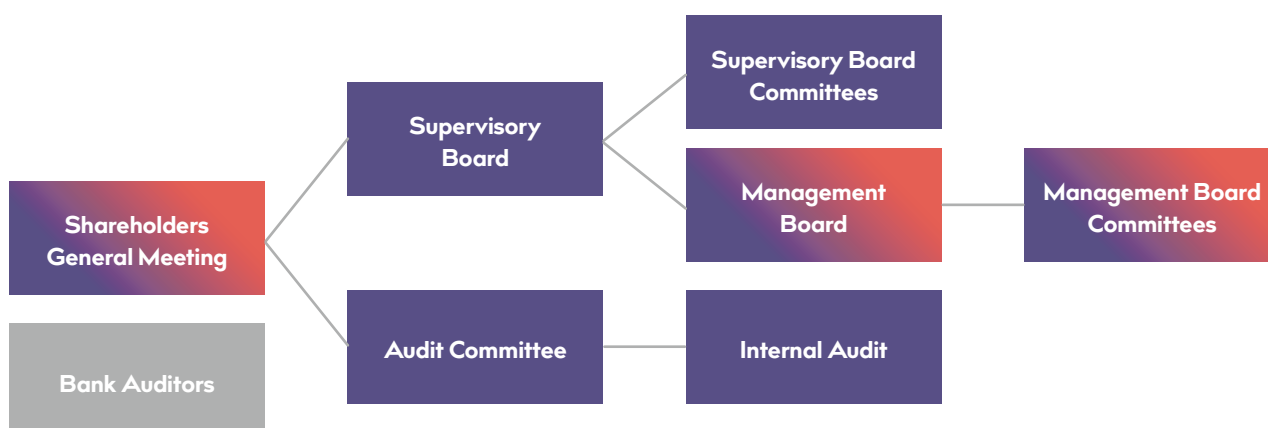 Supervisory Board
Committees
Supervisory
Board
Management
Board
Management Board
Committees
Shareholders
General Meeting
Audit Committee
Internal Audit
Bank Auditors